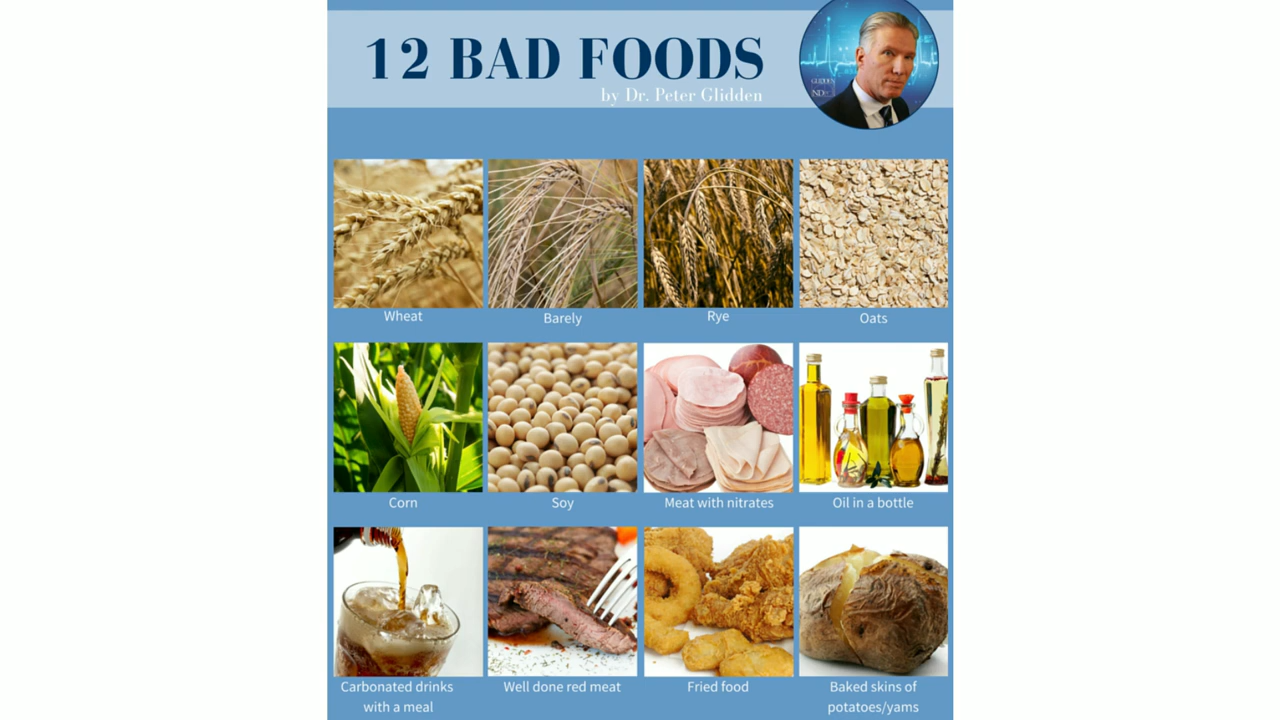 12 BAD FOODS
by Dr. Peter Glidden
GLIDDEN
Wheat
Barely
Rye
Oats
Corn
Soy
Meat with nitrates
Oil in a bottle
Carbonated drinks
with a meal
Well done red meat
Fried food
Baked skins of
potatoes/yams